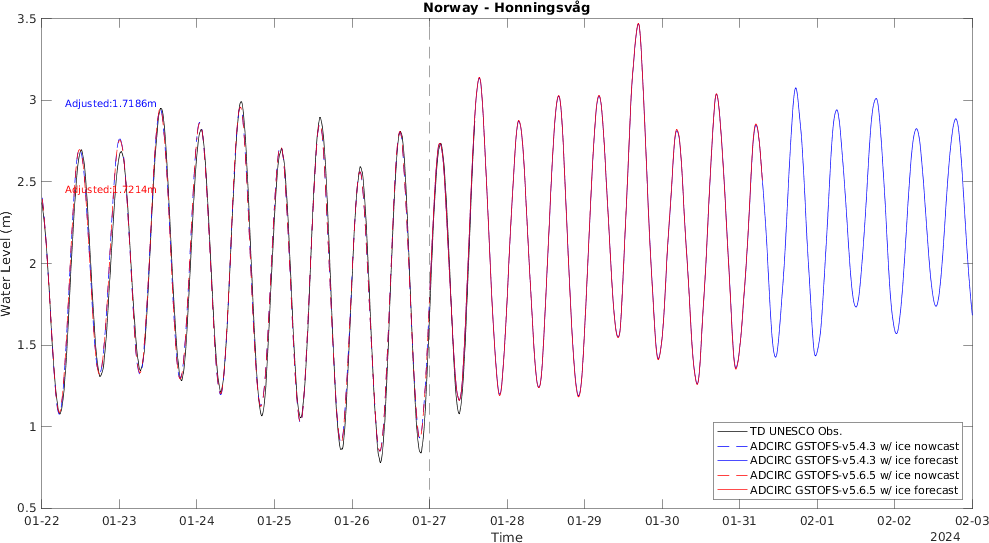 Norway - Honningsvåg
3.5
3
2.5
2
1.5
1
0.5
Water Level (m)
Adjusted:1.7186m
Adjusted:1.7214m
TD UNESCO Obs.
ADCIRC GSTOFS-v5.4.3 w/ ice nowcast
ADCIRC GSTOFS-v5.4.3 w/ ice forecast
ADCIRC GSTOFS-v5.6.5 w/ ice nowcast
ADCIRC GSTOFS-v5.6.5 w/ ice forecast
01-22 01-23 01-24 01-25 01-26 01-27 01-28 01-29 01-30 01-31 02-01 02-02 02-03
Time
2024